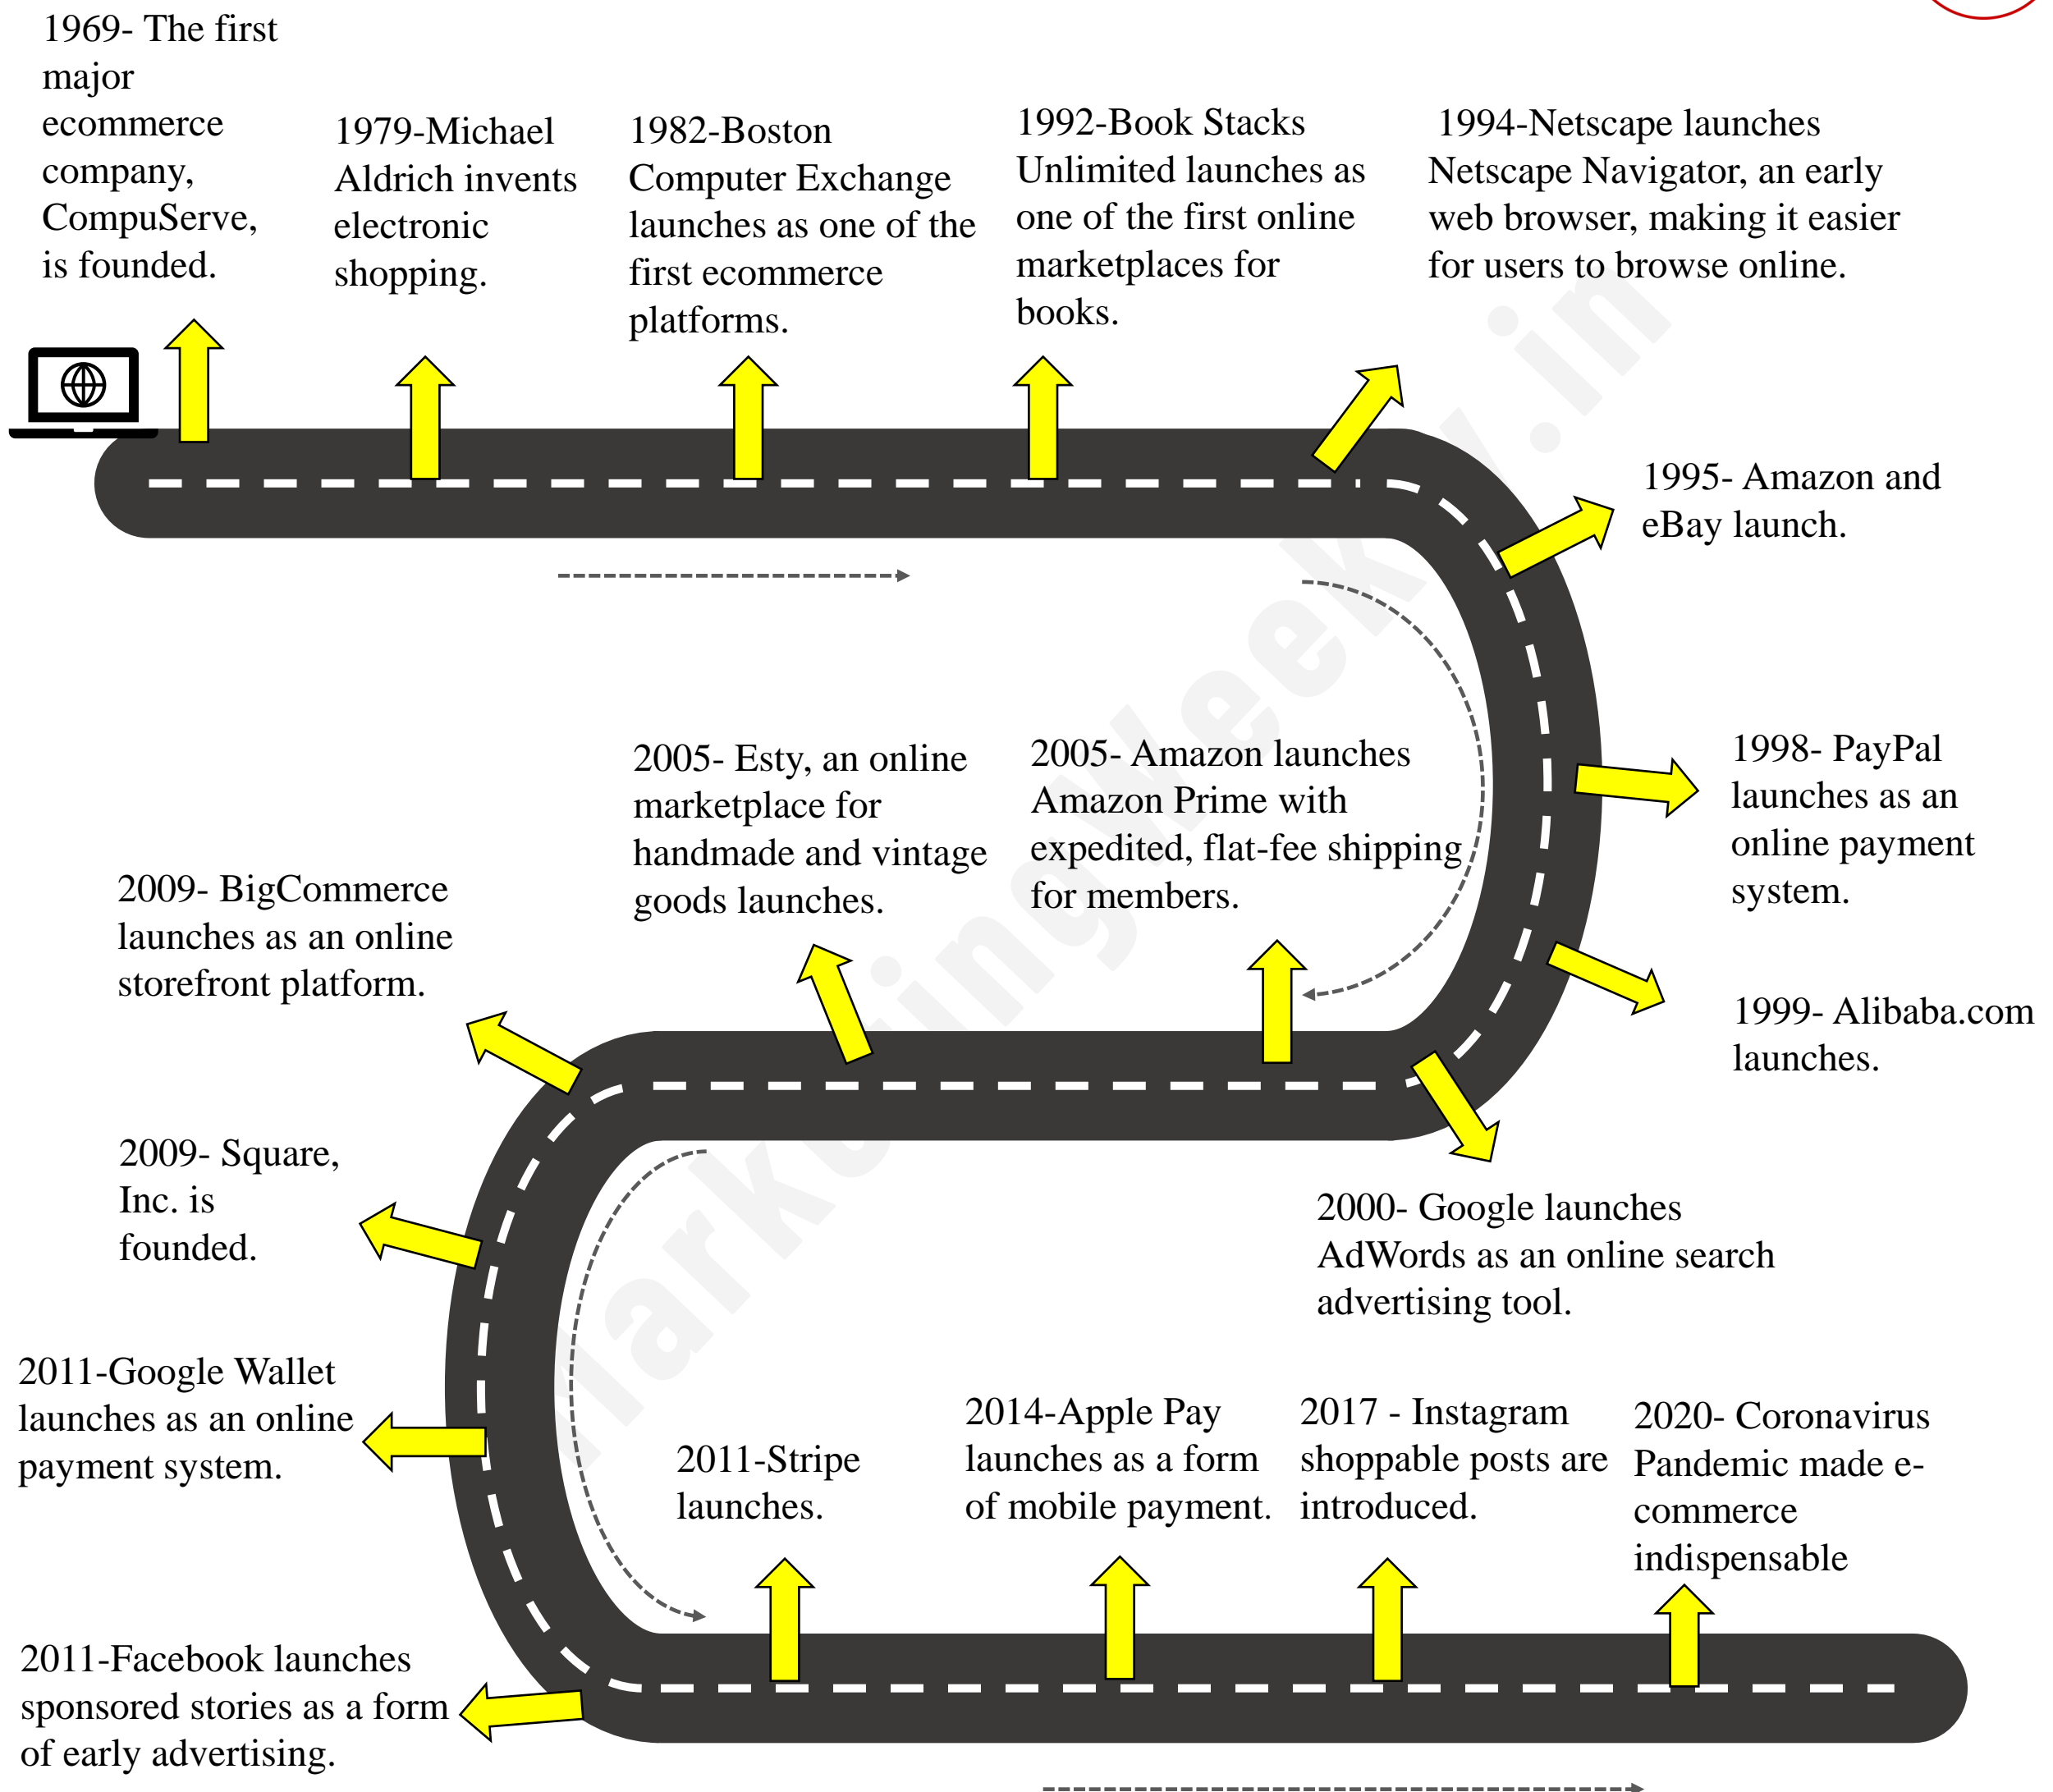 1969- The first
major
ecommerce
company,
CompuServe,
is founded.
1979-Michael
Aldrich invents
electronic
shopping.
1982-Boston
Computer Exchange
launches as one of the
first ecommerce
platforms.
1992-Book Stacks
Unlimited launches as
one of the first online
marketplaces for
books.
1994-Netscape launches
Netscape Navigator, an early
web browser, making it easier
for users to browse online.
1995- Amazon and
eBay launch.
1998- PayPal
launches as an
online payment
system.
1999- Alibaba.com
launches.
2000- Google launches
AdWords as an online search
advertising tool.
2005- Amazon launches
Amazon Prime with
expedited, flat-fee shipping
for members.
2005- Esty, an online
marketplace for
handmade and vintage
goods launches.
2009- BigCommerce
launches as an online
storefront platform.
2009- Square,
Inc. is
founded.
2011-Google Wallet
launches as an online
payment system.
2011-Facebook launches
sponsored stories as a form
of early advertising.
2011-Stripe
launches.
2014-Apple Pay
launches as a form
of mobile payment.
2017 - Instagram
shoppable posts are
introduced.
2020- Coronavirus
Pandemic made e-
commerce
indispensable